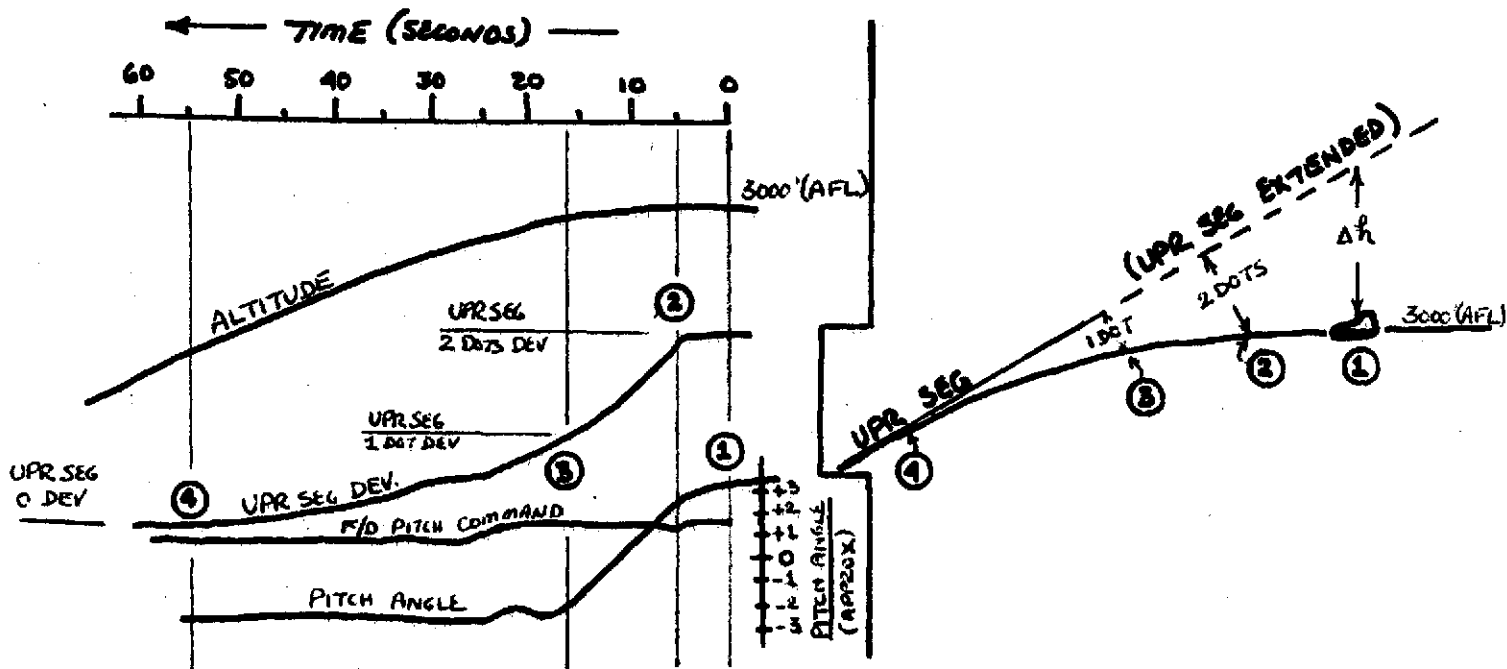 TIME (SECONDS)
60 50 40 30 20 10 0
3000'(AFL)
ALTITUDE
UPR SEG
2 DOTS DEV
2
UPR SEG
1 DOT DEV
3
1
UPR SEG
0 DEV
4
UPR SEG DEV.
F/D PITCH COMMAND
PITCH ANGLE
+3
+2
+1
0
-1
-2
-3
PITCH ANGLE
(APPROX)
(UPR SEG EXTENDED)
Δh
2 DOTS
1 DOT
3000'(AFL)
UPR SEG
1
2
3
4